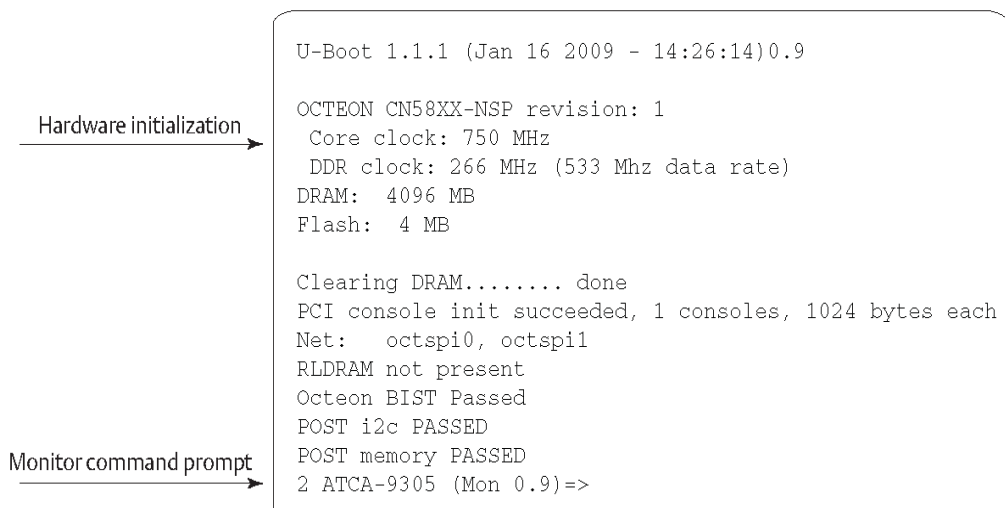 U-Boot 1.1.1 (Jan 16 2009 - 14:26:14)0.9
OCTEON CN58XX-NSP revision: 1
Hardware initialization
Core clock: 750 MHz
DDR clock: 266 MHz (533 Mhz data rate)
DRAM: 4096 MB
Flash: 4 MB
Clearing DRAM........ done
PCI console init succeeded, 1 consoles, 1024 bytes each
Net: octspi0, octspi1
RLDRAM not present
Octeon BIST Passed
POST i2c PASSED
POST memory PASSED
Monitor command prompt
2 ATCA-9305 (Mon 0.9)=>